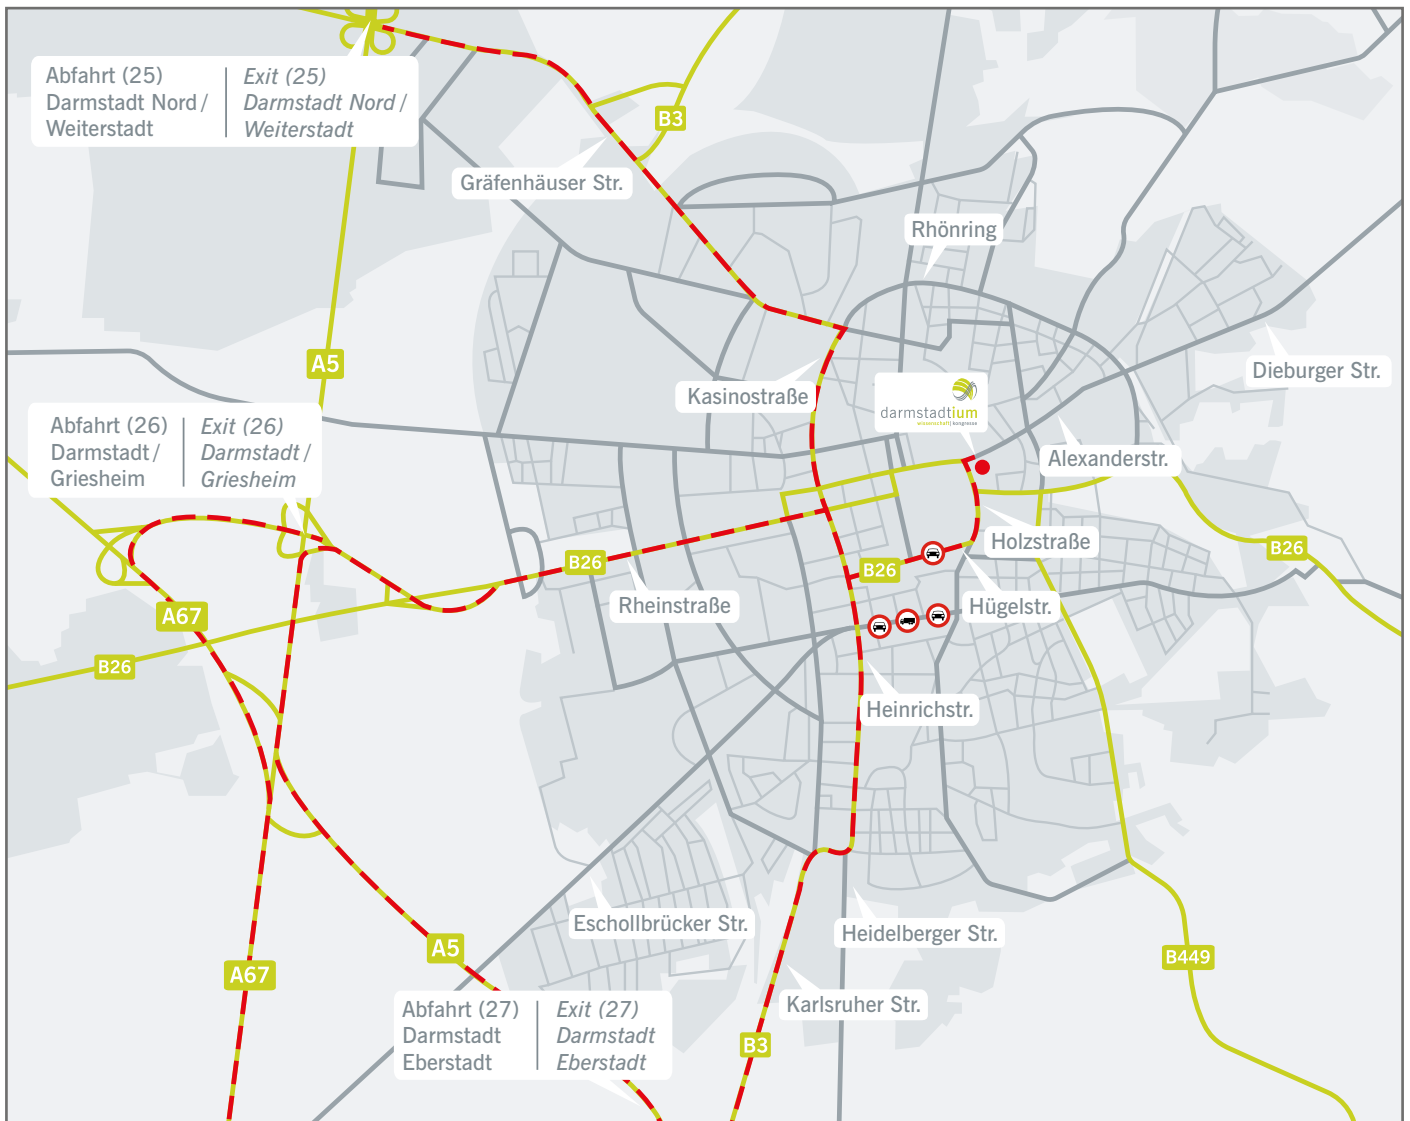 Abfahrt (25)
Darmstadt Nord /
Weiterstadt
Exit (25)
Darmstadt Nord /
Weiterstadt
B3
Gräfenhäuser Str.
Rhönring
A5
Dieburger Str.
Kasinostraße
darmstadtium
wissenschaft | kongresse
Abfahrt (26)
Darmstadt /
Griesheim
Exit (26)
Darmstadt /
Griesheim
Alexanderstr.
Holzstraße
B26
B26
B26
Rheinstraße
Hügelstr.
A67
B26
Heinrichstr.
Eschollbrücker Str.
Heidelberger Str.
A5
B449
A67
Karlsruher Str.
Abfahrt (27)
Darmstadt
Eberstadt
Exit (27)
Darmstadt
Eberstadt
B3